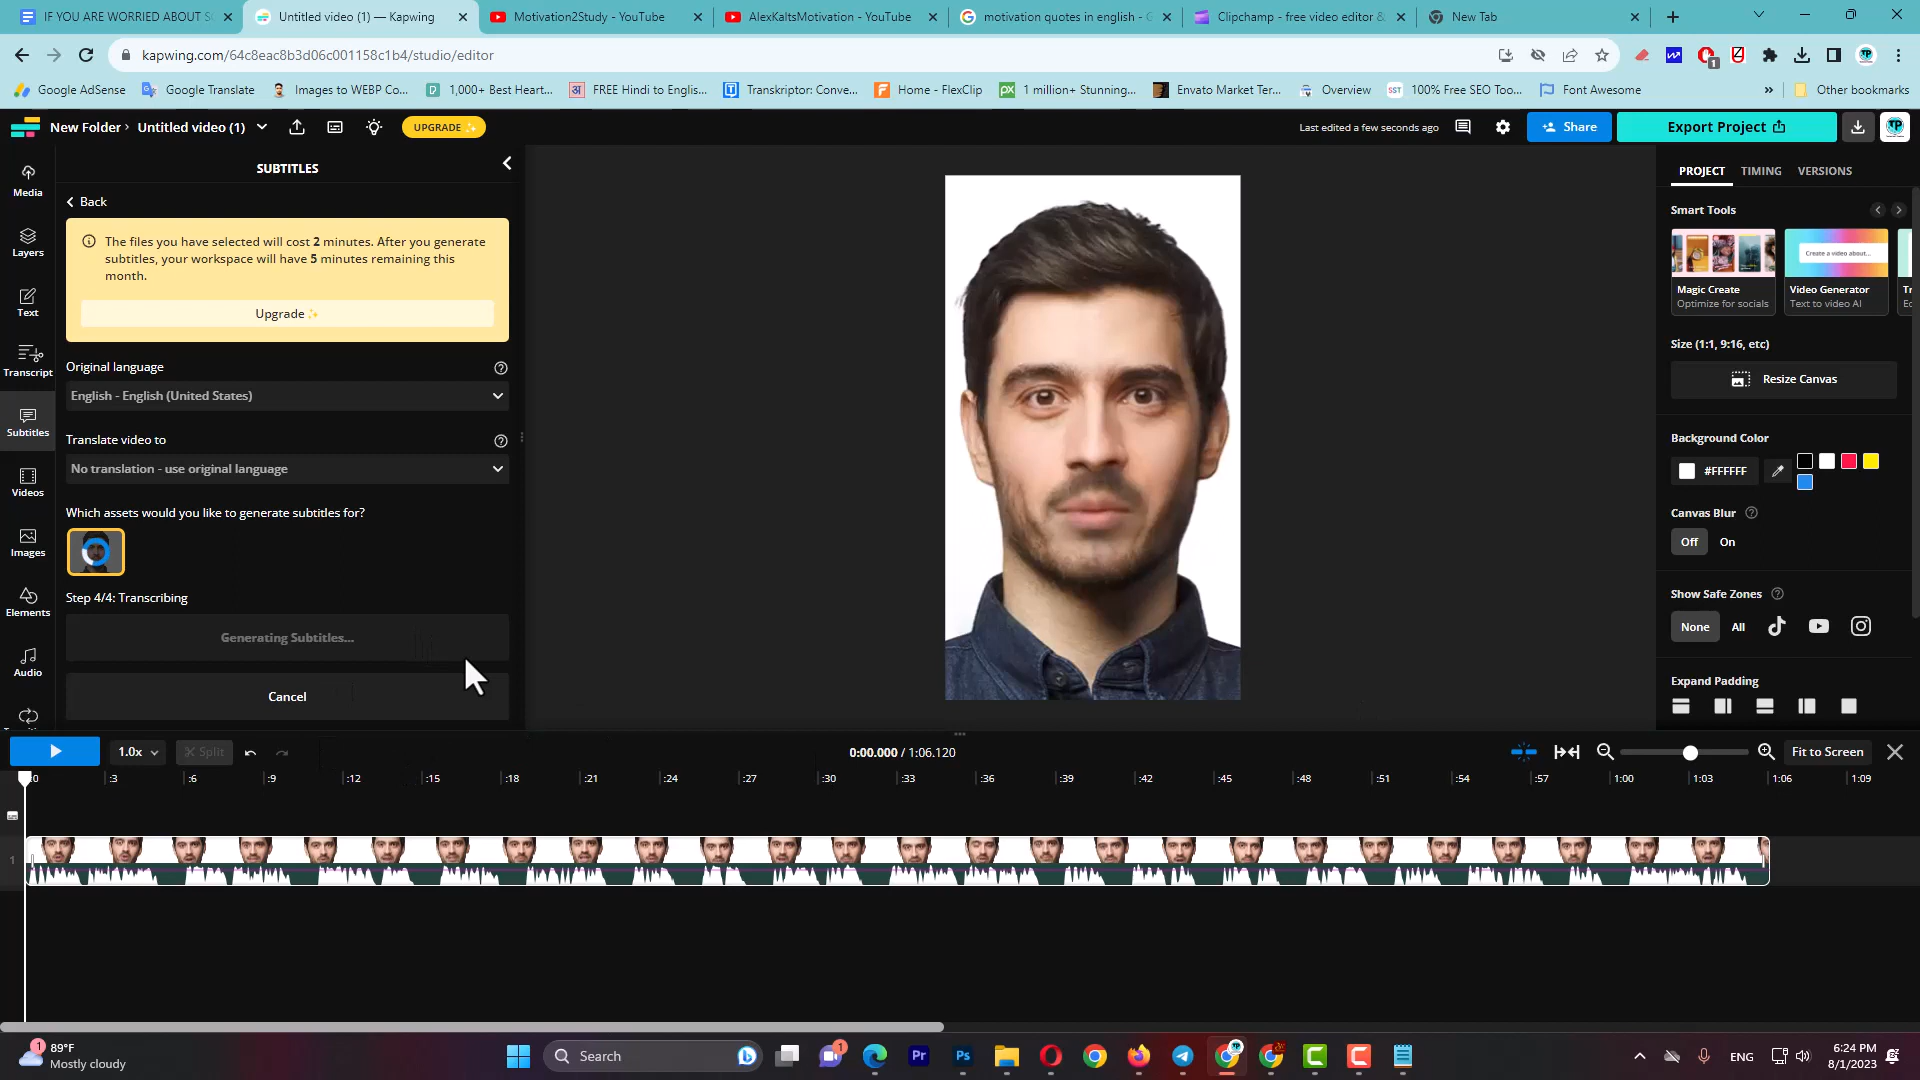 IF YOU ARE WORRIED ABOUT S
Untitled video (1) — Kapwing
Motivation2Study - YouTube
AlexKaltsMotivation - YouTube
motivation quotes in english - G
Clipchamp - free video editor &
New Tab
kapwing.com/64c8eac8b3d06c001158c1b4/studio/editor
1
Google AdSense
Google Translate
Images to WEBP Co...
1,000+ Best Heart...
FREE Hindi to Englis...
Transkriptor: Conve...
Home - FlexClip
1 million+ Stunning...
Envato Market Ter...
Overview
100% Free SEO Too...
Font Awesome
»
Other bookmarks
New Folder › Untitled video (1)
UPGRADE
Last edited a few seconds ago
Share
Export Project
Media
Layers
Text
Transcript
Subtitles
Videos
Images
Elements
Audio
SUBTITLES
Back
The files you have selected will cost 2 minutes. After you generate
subtitles, your workspace will have 5 minutes remaining this
month.
Upgrade
Original language
English - English (United States)
Translate video to
No translation - use original language
Which assets would you like to generate subtitles for?
Step 4/4: Transcribing
Generating Subtitles...
Cancel
PROJECT TIMING VERSIONS
Smart Tools
Create a video about...
Magic Create
Optimize for socials
Video Generator
Text to video AI
Size (1:1, 9:16, etc)
Resize Canvas
Background Color
#FFFFFF
Canvas Blur
Off On
Show Safe Zones
None All
Expand Padding
1.0x
Split
0:00.000 / 1:06.120
Fit to Screen
:0 :3 :6 :9 :12 :15 :18 :21 :24 :27 :30 :33 :36 :39 :42 :45 :48 :51 :54 :57 1:00 1:03 1:06 1:09
1
1
89°F
Mostly cloudy
Search
1
Pr
Ps
ENG
6:24 PM
8/1/2023